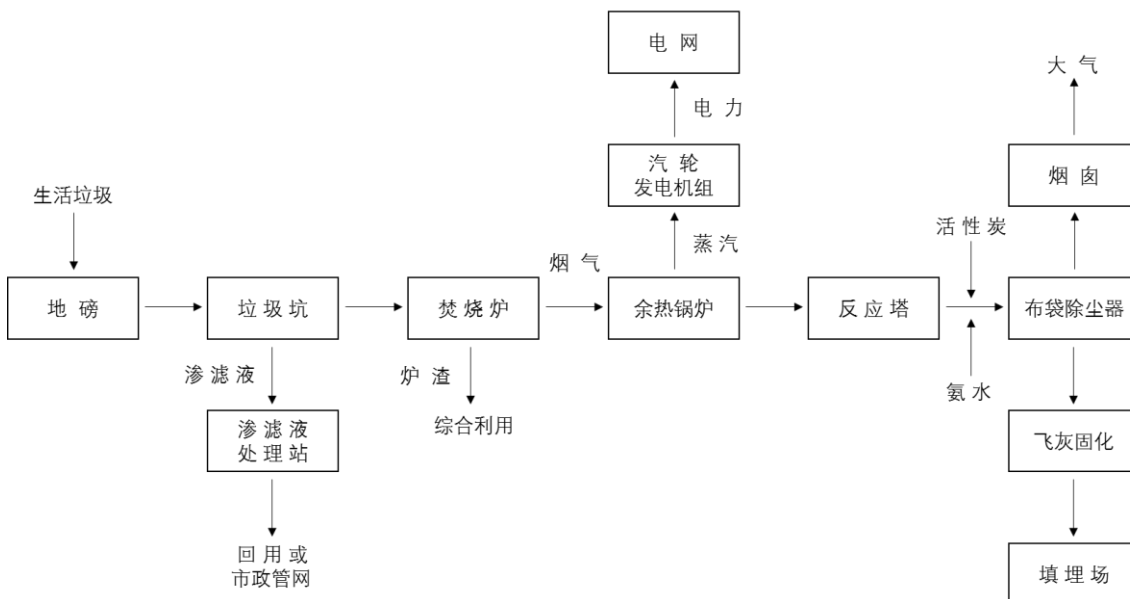 电 网
大 气
电 力
汽 轮
发电机组
烟 囱
生活垃圾
活 性 炭
蒸 汽
烟 气
地 磅
垃 圾 坑
焚 烧 炉
余热锅炉
反 应 塔
布袋除尘器
渗 滤 液
炉 渣
氨 水
综合利用
渗 滤 液
处 理 站
飞灰固化
回 用 或
市政管网
填 埋 场